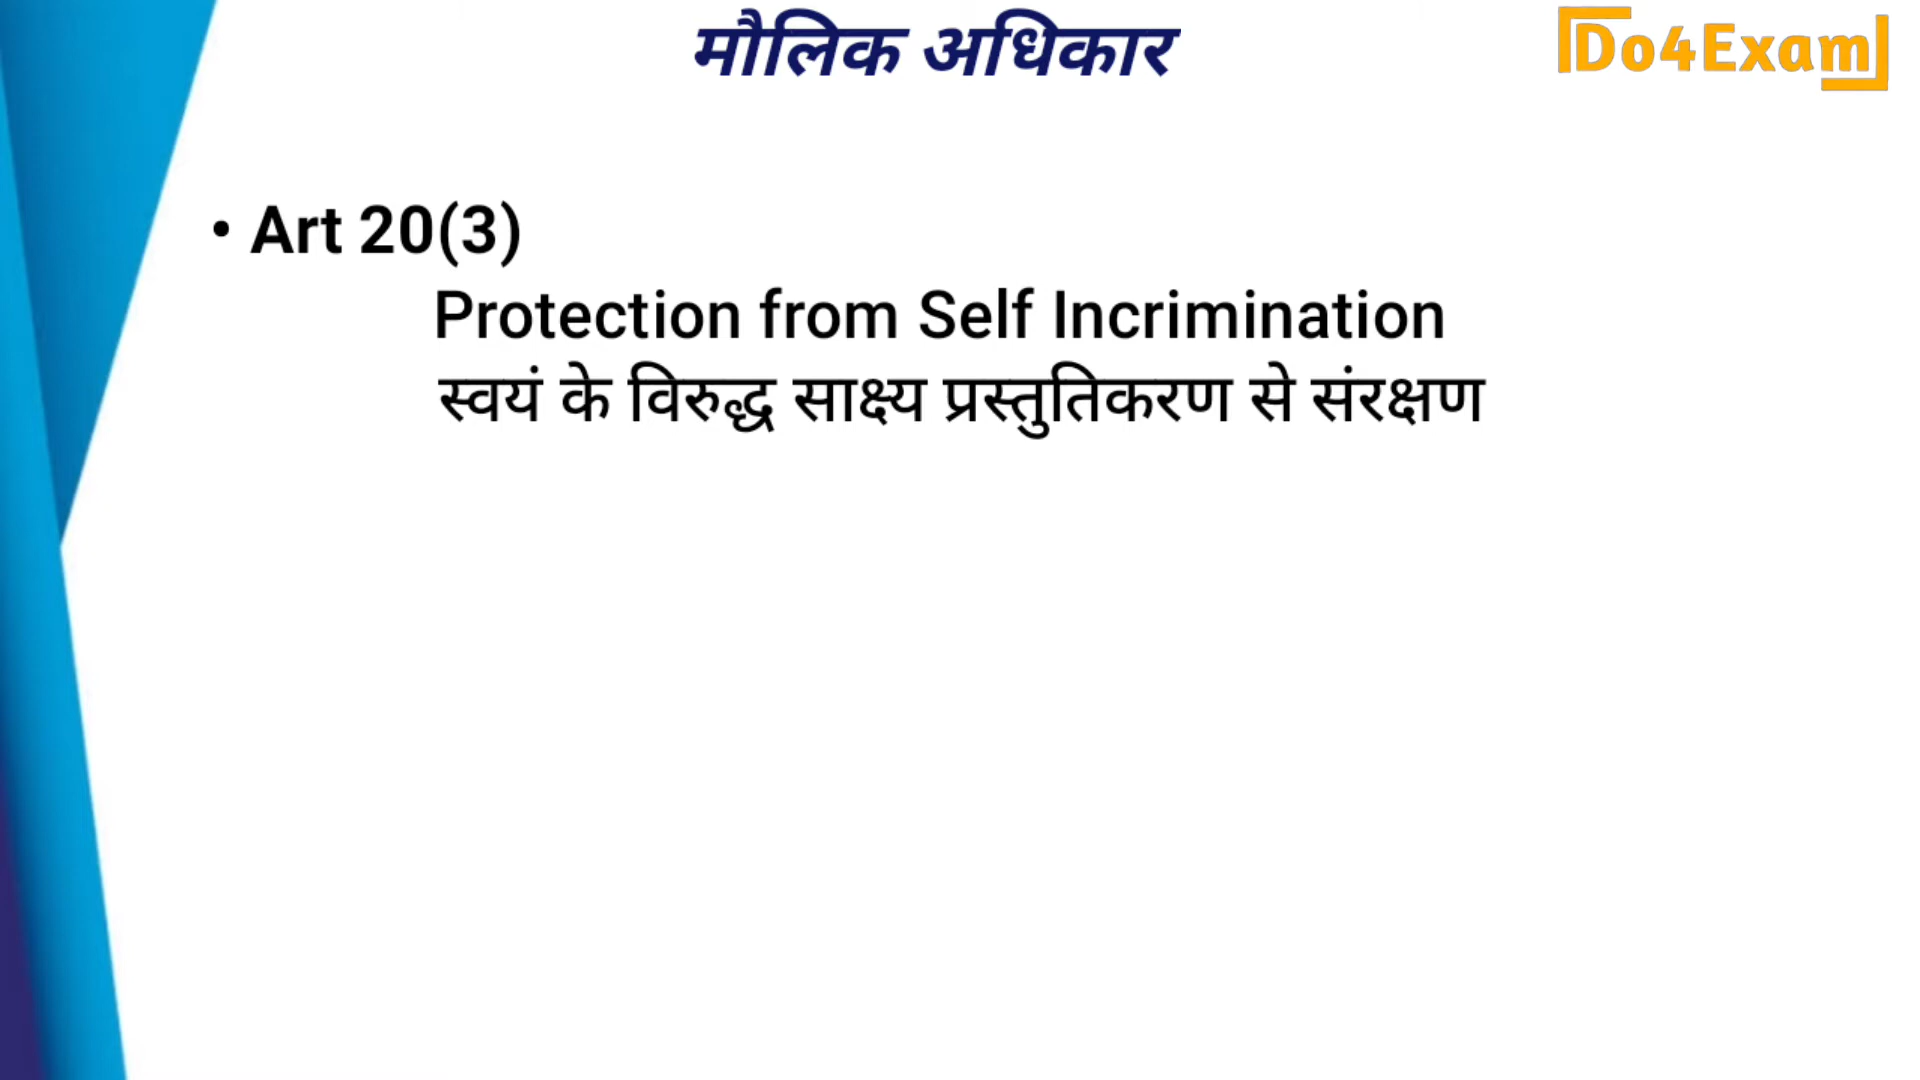 मौलिक अधिकार
Do4Exam
• Art 20(3)
Protection from Self Incrimination
स्वयं के विरुद्ध साक्ष्य प्रस्तुतिकरण से संरक्षण